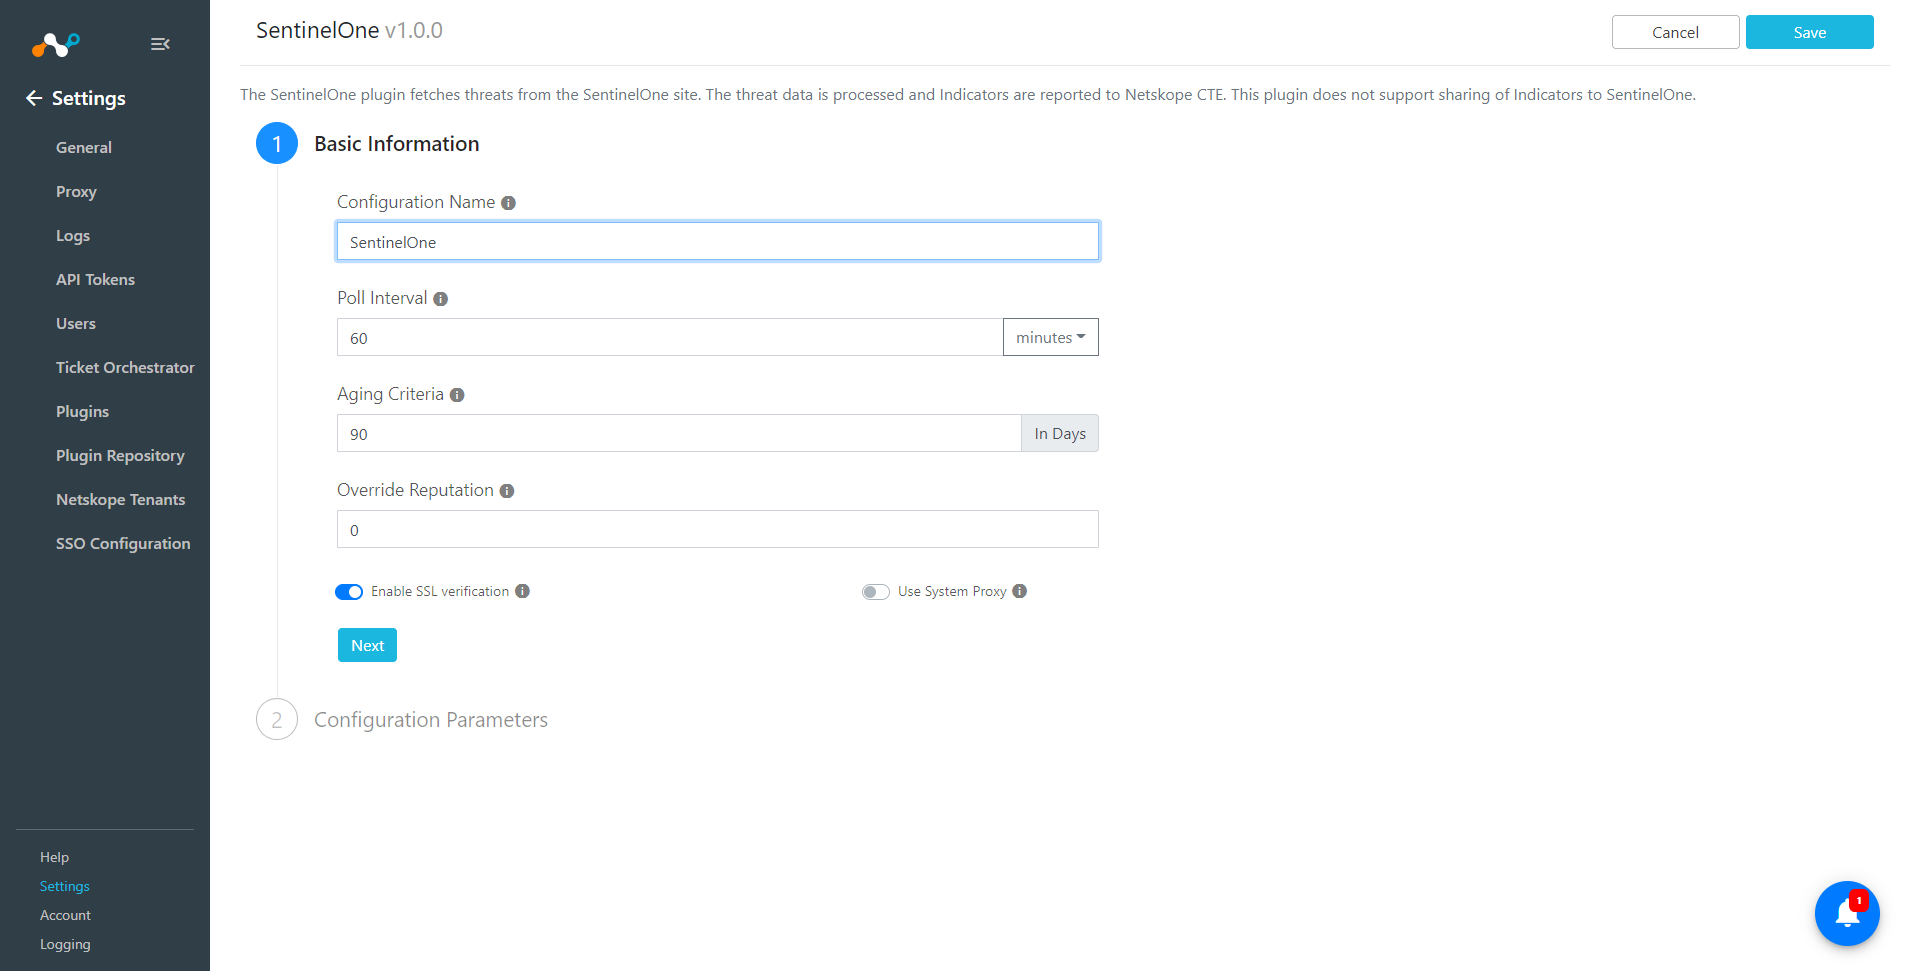 Settings
General
Proxy
Logs
API Tokens
Users
Ticket Orchestrator
Plugins
Plugin Repository
Netskope Tenants
SSO Configuration
Help
Settings
Account
Logging
SentinelOne v1.0.0
Cancel
Save
The SentinelOne plugin fetches threats from the SentinelOne site. The threat data is processed and Indicators are reported to Netskope CTE. This plugin does not support sharing of Indicators to SentinelOne.
1 Basic Information
Configuration Name
SentinelOne
Poll Interval
60 minutes
Aging Criteria
90 In Days
Override Reputation
0
Enable SSL verification
Use System Proxy
Next
2 Configuration Parameters
1